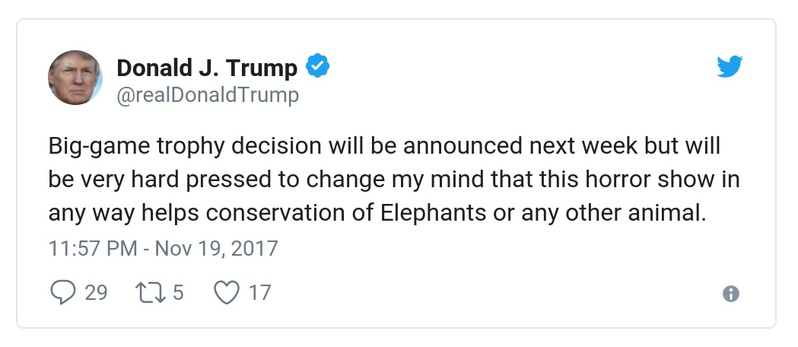 Donald J. Trump
@realDonaldTrump
Big-game trophy decision will be announced next week but will
be very hard pressed to change my mind that this horror show in
any way helps conservation of Elephants or any other animal.
11:57 PM - Nov 19, 2017
29 5 17